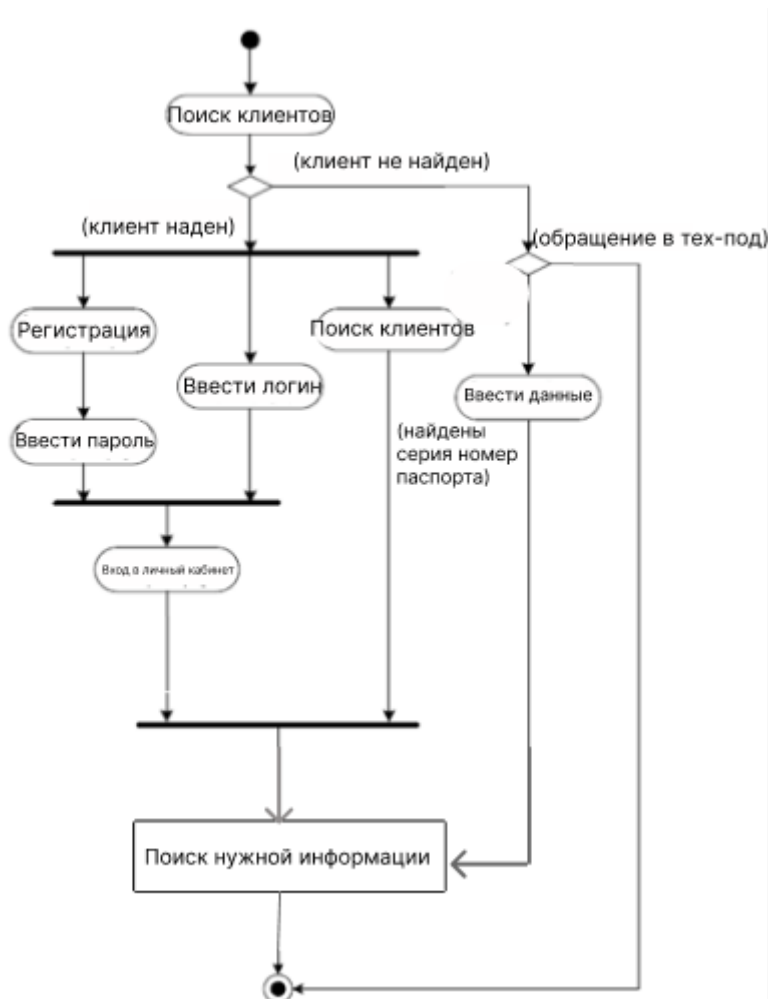 Поиск клиентов
(клиент не найден)
(клиент наден)
(обращение в тех-под)
Регистрация
Поиск клиентов
Ввести логин
Ввести данные
Ввести пароль
(найдены
серия номер
паспорта)
Вход в личный кабинет
Поиск нужной информации